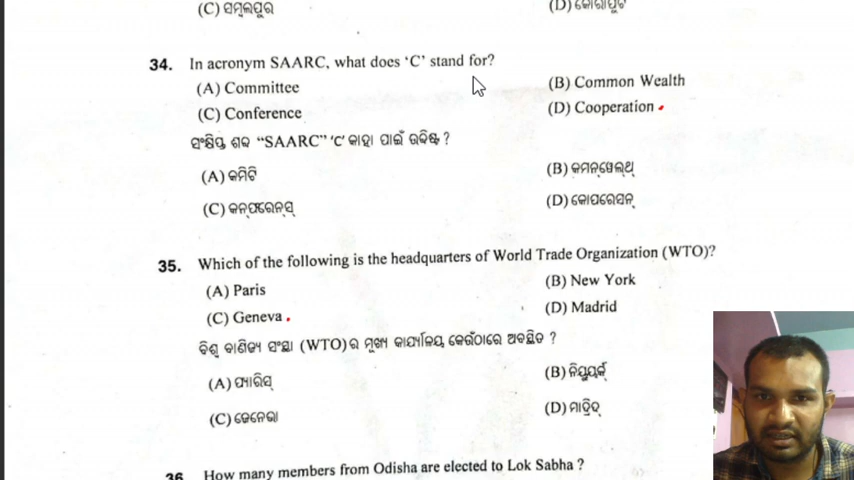 (C) ସମ୍ବଲପୁର (D) କୋରାପୁଟ
34. In acronym SAARC, what does ‘C’ stand for?
(A) Committee (B) Common Wealth
(C) Conference (D) Cooperation
ସଂକ୍ଷିପ୍ତ ଶବ୍ଦ “SAARC” ‘C’ କାହା ପାଇଁ ଉଦ୍ଦିଷ୍ଟ ?
(A) କମିଟି (B) କମନ୍‌ୱେଲ୍‌ଥ୍
(C) କନ୍‌ଫରେନ୍‌ସ୍ (D) କୋପରେସନ୍
35. Which of the following is the headquarters of World Trade Organization (WTO)?
(A) Paris (B) New York
(C) Geneva (D) Madrid
ବିଶ୍ୱ ବାଣିଜ୍ୟ ସଂସ୍ଥା (WTO) ର ମୁଖ୍ୟ କାର୍ଯ୍ୟାଳୟ କେଉଁଠାରେ ଅବସ୍ଥିତ ?
(A) ପ୍ୟାରିସ୍ (B) ନିୟୁୟର୍କ୍
(C) ଜେନେଭା (D) ମାଦ୍ରିଦ୍
36. How many members from Odisha are elected to Lok Sabha ?